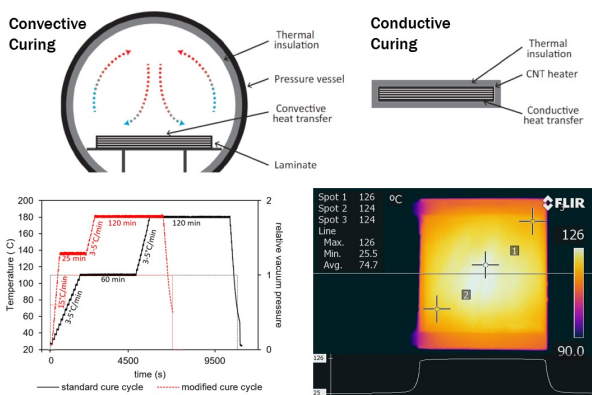 Convective
Curing
Thermal
insulation
Pressure vessel
Convective
heat transfer
Laminate
Conductive
Curing
Thermal
insulation
CNT heater
Conductive
heat transfer
Temperature ( C)
200
180
160
140
120
100
80
60
40
20
25 min
120 min
120 min
60 min
15°C/min
3-5°C/min
3-5°C/min
3-5°C/min
2
1
0
relative vacuum pressure
-500
4500
9500
time (s)
standard cure cycle
modified cure cycle
Spot 1 126
Spot 2 124
Spot 3 124
Line
Max. 126
Min. 25.5
Avg. 74.7
ºC
FLIR
126
90.0
1
2
126
25